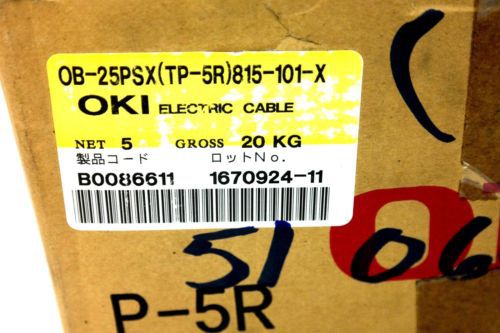 OB-25PSX(TP-5R)815-101-X
OKI ELECTRIC CABLE
NET 5 GROSS 20 KG
製品コード ロットNo.
B0086611 1670924-11
51 06
P-5R